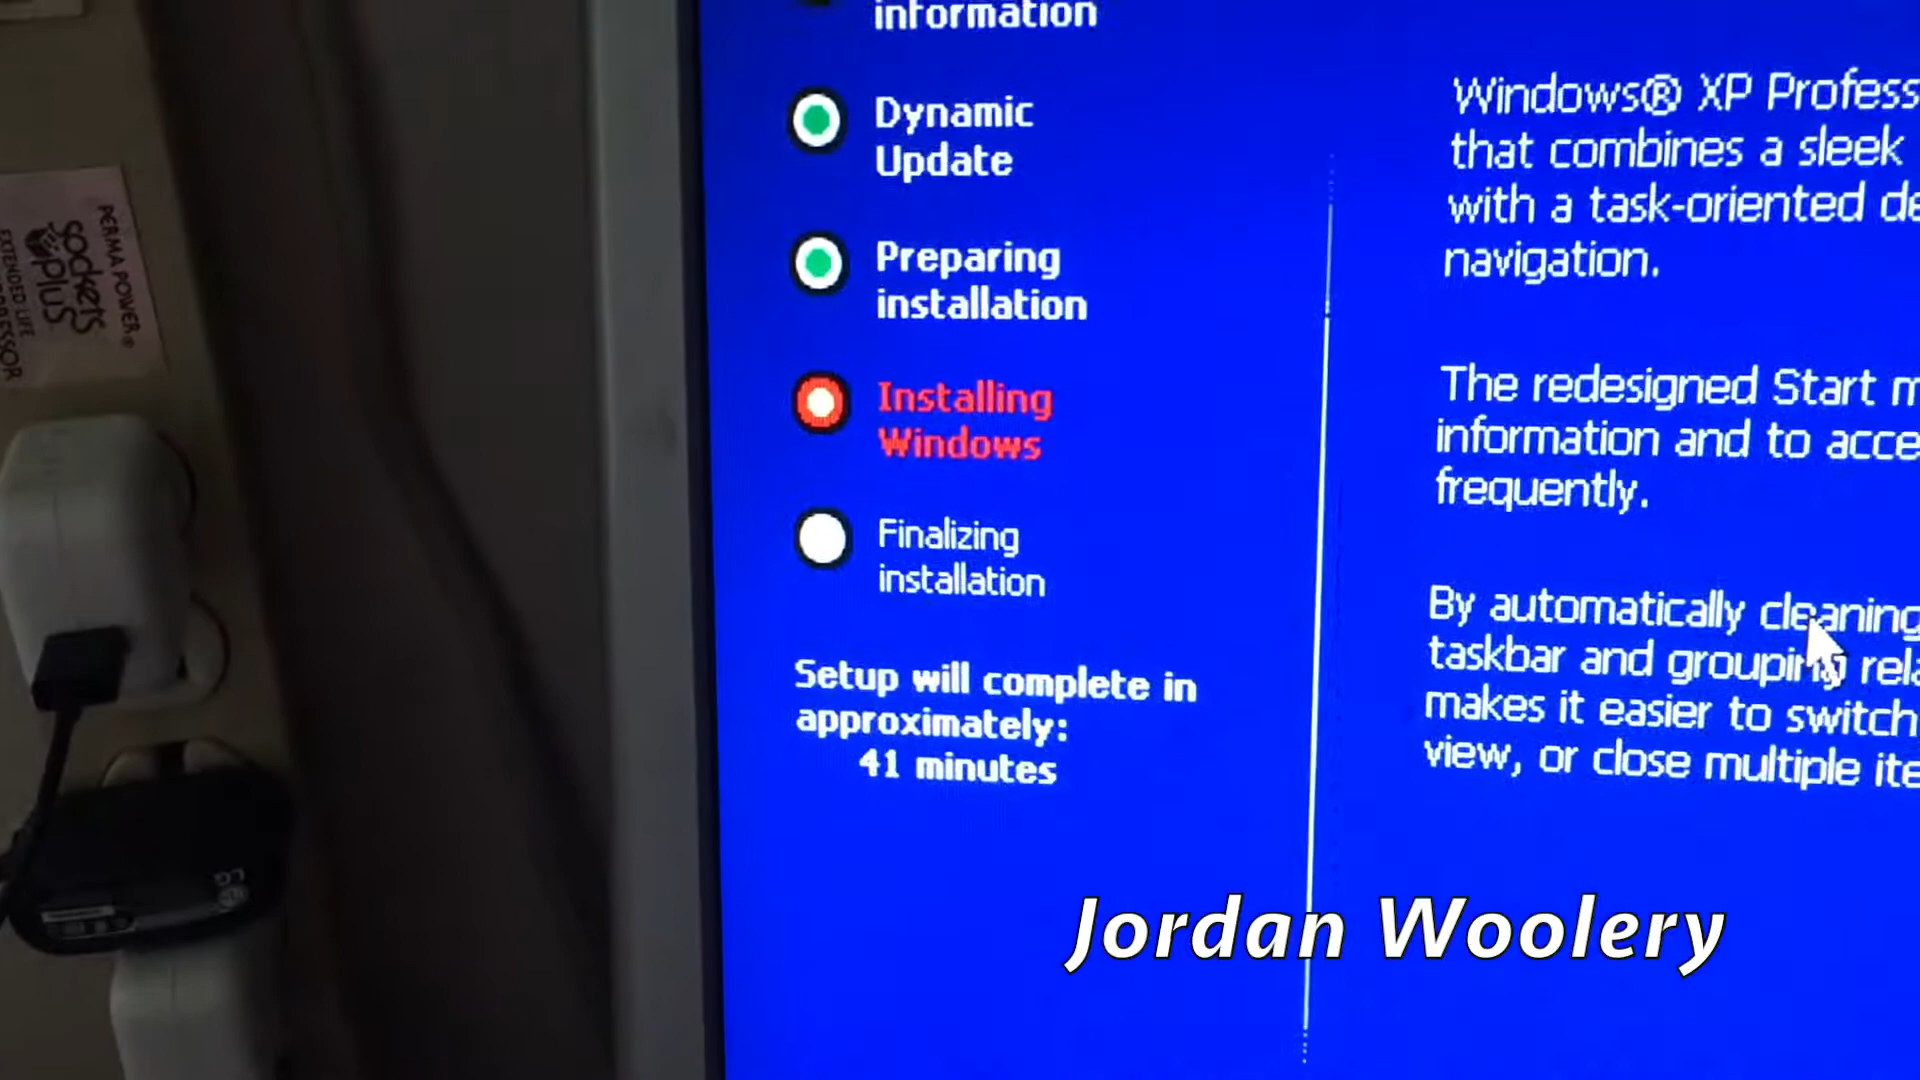 information
Dynamic
Update
Preparing
installation
Installing
Windows
Finalizing
installation
Setup will complete in
approximately:
41 minutes
Windows® XP Profess
that combines a sleek
with a task-oriented de
navigation.
The redesigned Start m
information and to acce
frequently.
By automatically cleaning
taskbar and grouping rela
makes it easier to switch
view, or close multiple ite
Jordan Woolery
PERMA POWER®
sockets
plus
EXTENDED LIFE
LG